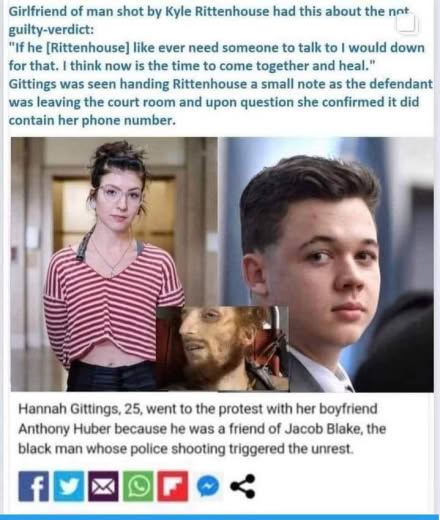 Girlfriend of man shot by Kyle Rittenhouse had this about the not
guilty-verdict:
"If he [Rittenhouse] like ever need someone to talk to I would down
for that. I think now is the time to come together and heal."
Gittings was seen handing Rittenhouse a small note as the defendant
was leaving the court room and upon question she confirmed it did
contain her phone number.
Hannah Gittings, 25, went to the protest with her boyfriend
Anthony Huber because he was a friend of Jacob Blake, the
black man whose police shooting triggered the unrest.